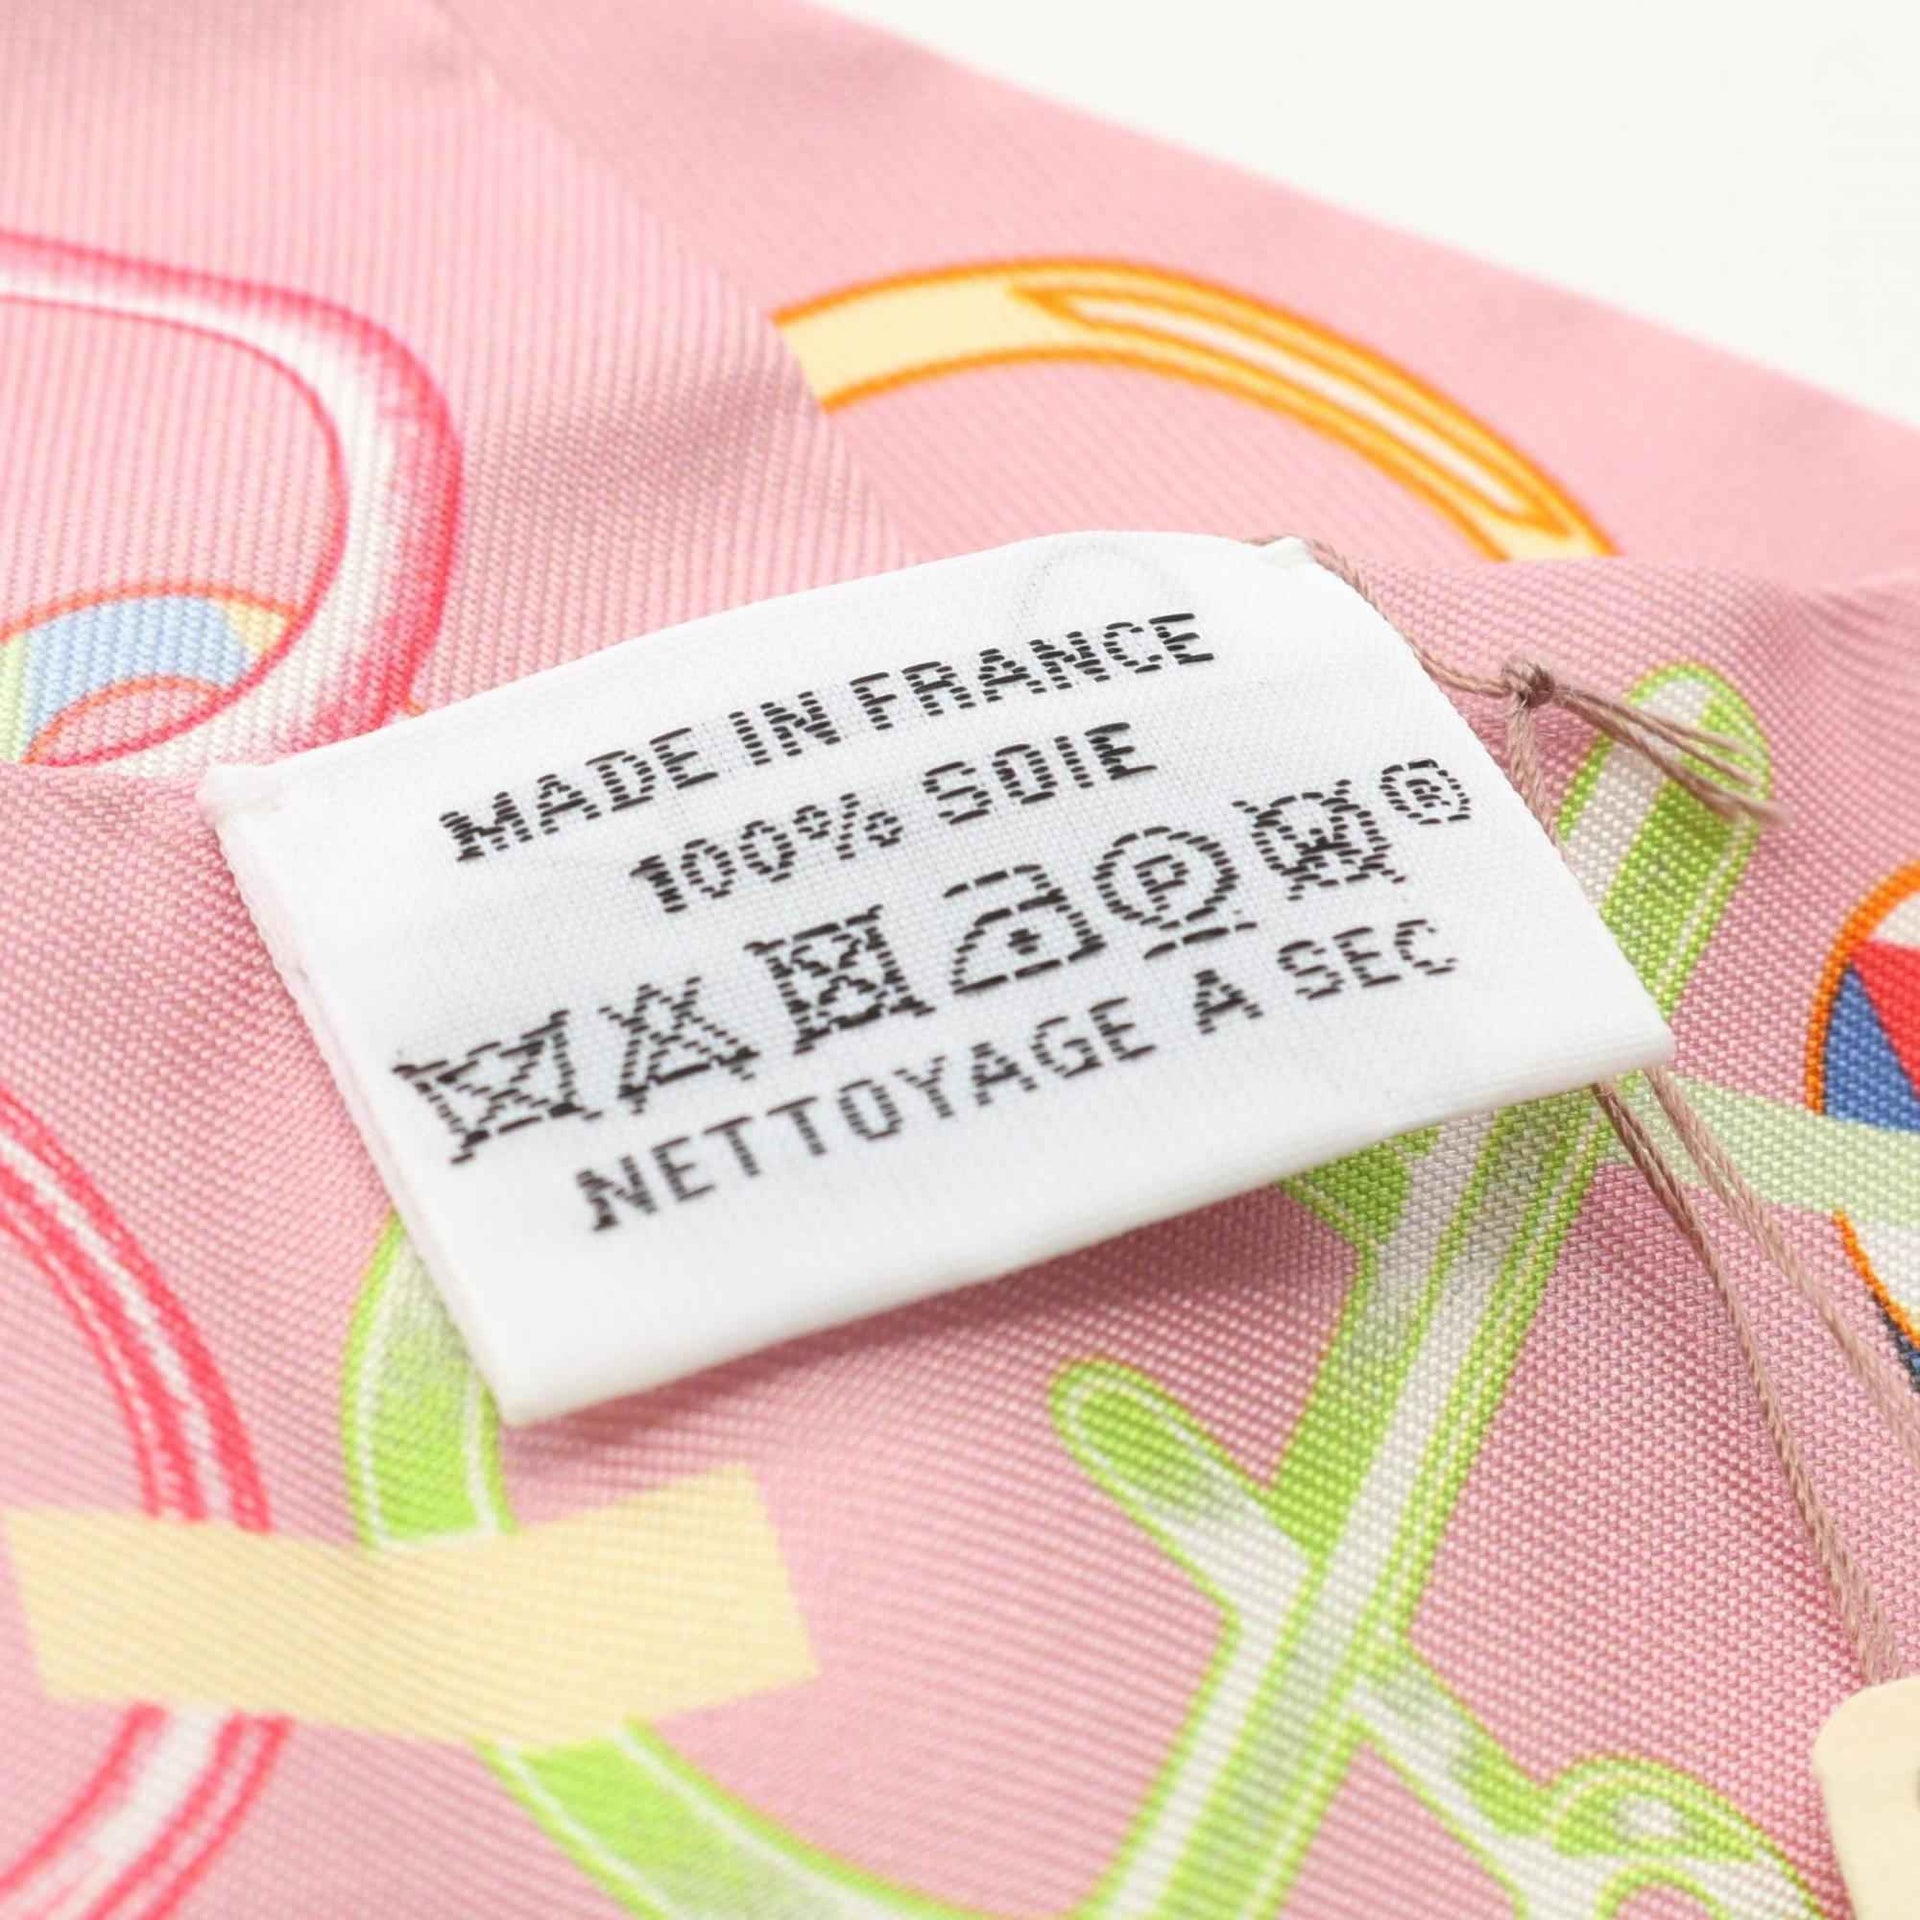 MADE IN FRANCE
100% SOIE
P W ®
NETTOYAGE A SEC